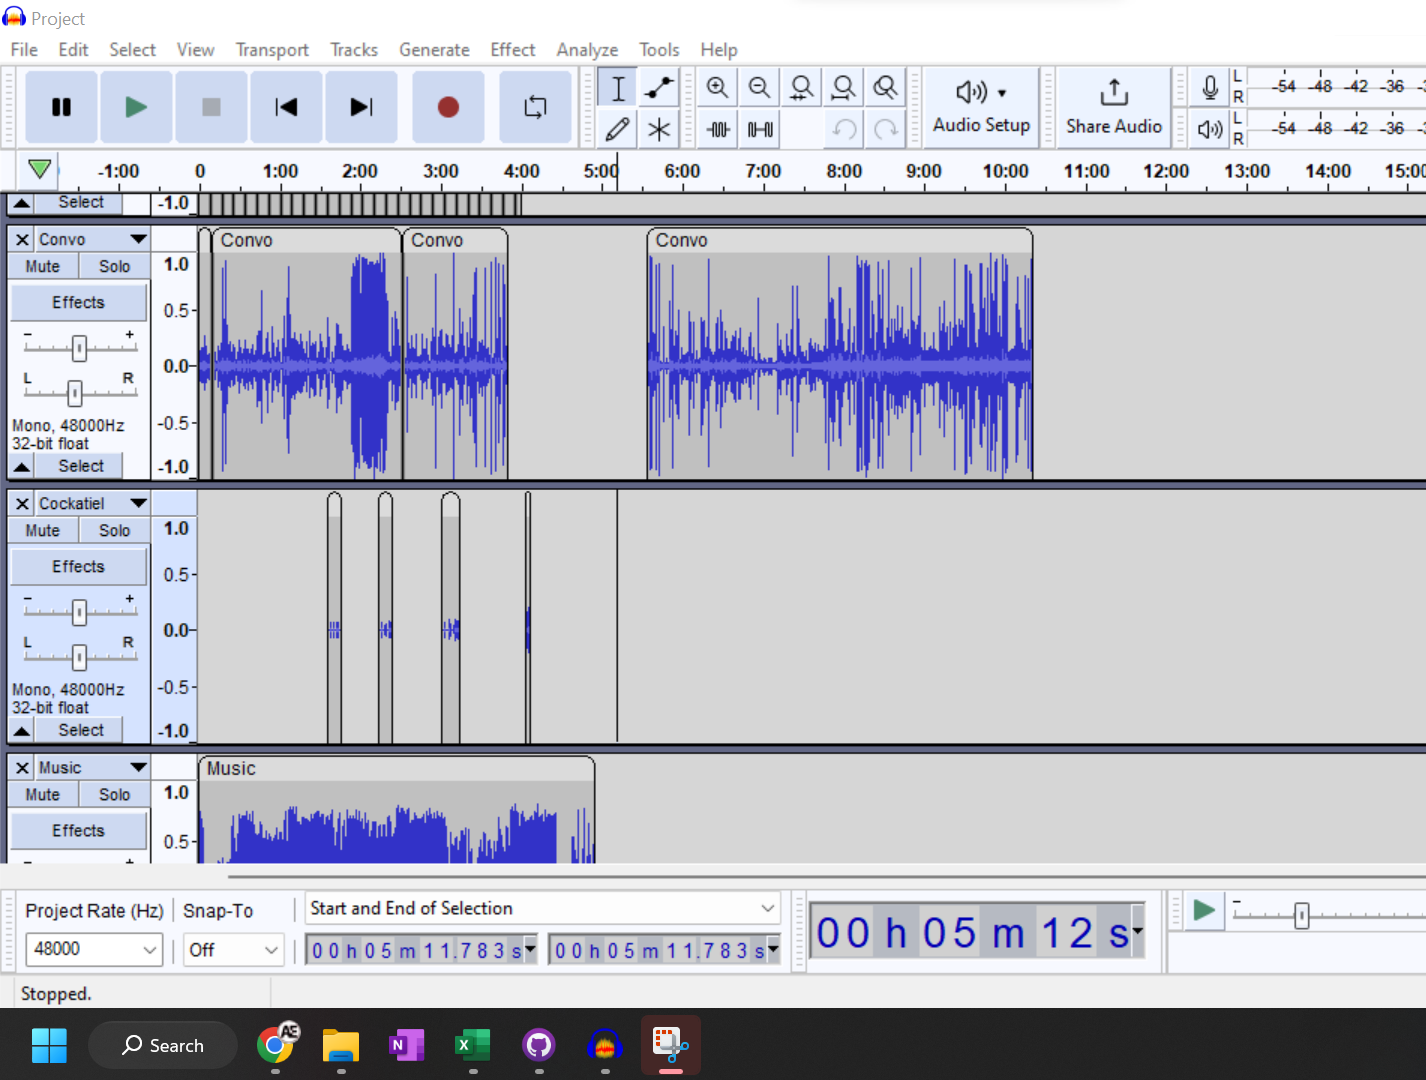 Project
File Edit Select View Transport Tracks Generate Effect Analyze Tools Help
L
R
-54 -48 -42 -36
Audio Setup
Share Audio
L
R
-54 -48 -42 -36
-1:00 0 1:00 2:00 3:00 4:00 5:00 6:00 7:00 8:00 9:00 10:00 11:00 12:00 13:00 14:00 15:00
Select
-1.0
Convo
Mute Solo
Effects
- +
L R
Mono, 48000Hz
32-bit float
Select
1.0
0.5
0.0
-0.5
-1.0
Convo
Convo
Convo
Cockatiel
Mute Solo
Effects
- +
L R
Mono, 48000Hz
32-bit float
Select
1.0
0.5
0.0
-0.5
-1.0
Music
Mute Solo
Effects
- +
1.0
0.5
Music
Project Rate (Hz)
48000
Snap-To
Off
Start and End of Selection
00 h 05 m 11.783 s
00 h 05 m 11.783 s
00 h 05 m 12 s
-
Stopped.
Search
AE
N
X